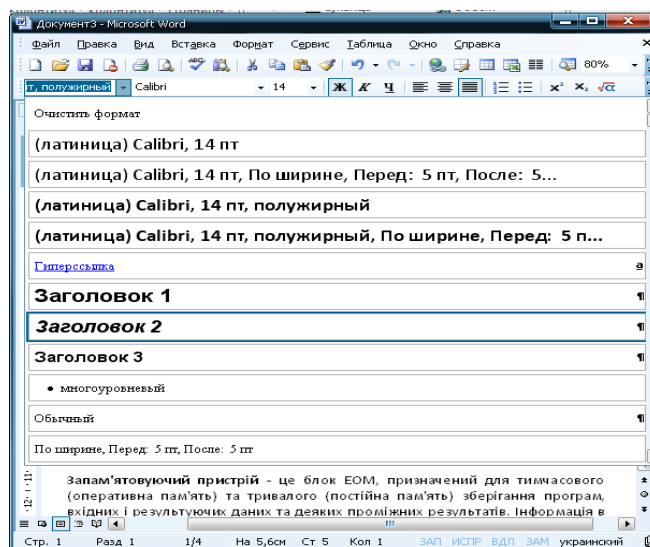 Документ3 - Microsoft Word
Файл Правка Вид Вставка Формат Сервис Таблица Окно Справка
80%
т, полужирный Calibri 14 Ж К Ч
Очистить формат
(латиница) Calibri, 14 пт
(латиница) Calibri, 14 пт, По ширине, Перед: 5 пт, После: 5...
(латиница) Calibri, 14 пт, полужирный
(латиница) Calibri, 14 пт, полужирный, По ширине, Перед: 5 п...
Гиперссылка a
Заголовок 1 ¶
Заголовок 2 ¶
Заголовок 3 ¶
• многоуровневый
Обычный ¶
По ширине, Перед: 5 пт, После: 5 пт
Запам'ятовуючий пристрій - це блок ЕОМ, призначений для тимчасового
(оперативна пам'ять) та тривалого (постійна пам'ять) зберігання програм,
вхідних і результуючих даних та деяких проміжних результатів. Інформація в
Стр. 1 Разд 1 1/4 На 5,6см Ст 5 Кол 1 ЗАП ИСПР ВДЛ ЗАМ украинский